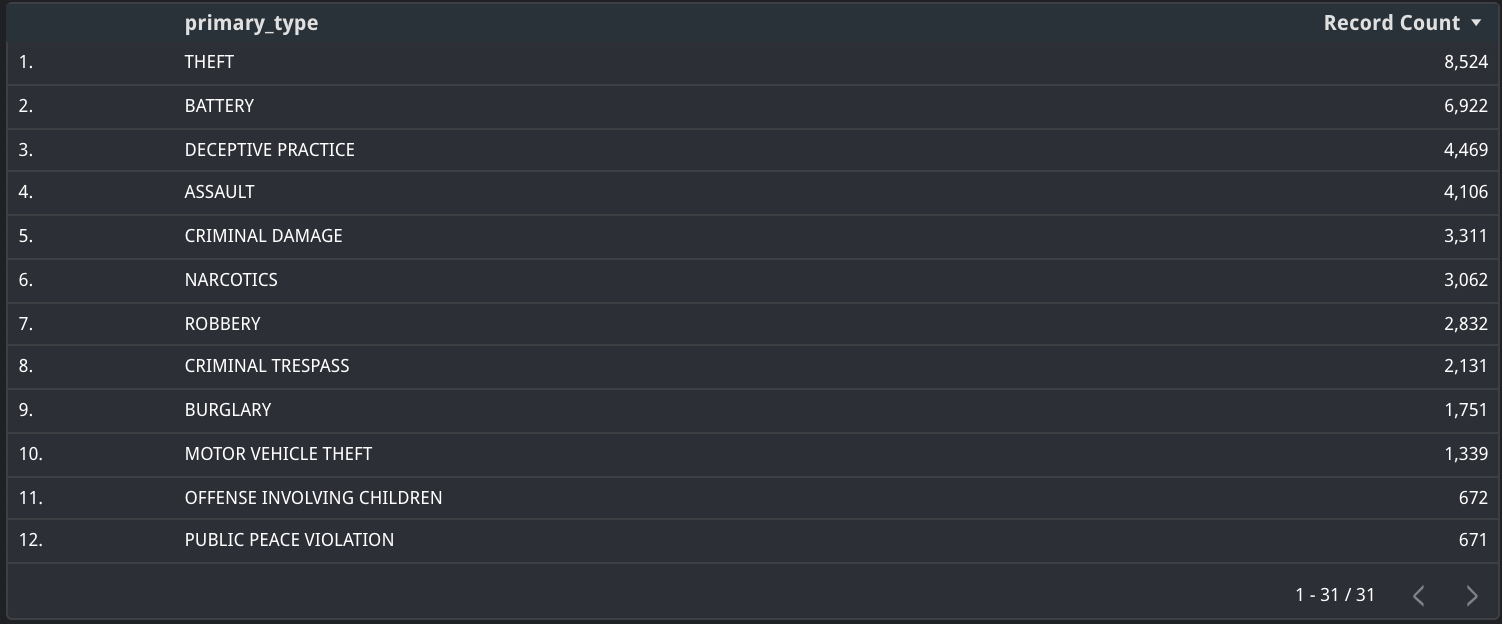 primary_type Record Count
1. THEFT 8,524
2. BATTERY 6,922
3. DECEPTIVE PRACTICE 4,469
4. ASSAULT 4,106
5. CRIMINAL DAMAGE 3,311
6. NARCOTICS 3,062
7. ROBBERY 2,832
8. CRIMINAL TRESPASS 2,131
9. BURGLARY 1,751
10. MOTOR VEHICLE THEFT 1,339
11. OFFENSE INVOLVING CHILDREN 672
12. PUBLIC PEACE VIOLATION 671
1 - 31 / 31